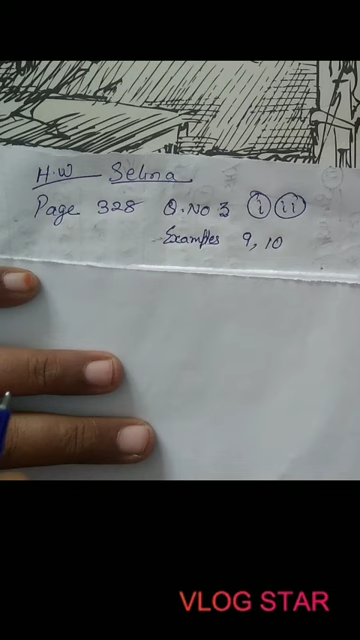 H.W Selina
Page 328 Q.No 3 (i) (ii)
Examples 9, 10
VLOG STAR